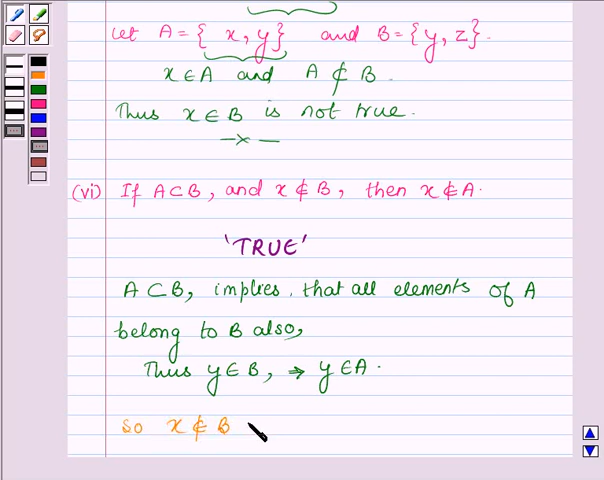 Let A = { x, y } and B = { y, z }.
x ∈ A and A ⊄ B.
Thus x ∈ B is not true.
—x—
(vi) If A ⊂ B, and x ∉ B, then x ∉ A.
'TRUE'
A ⊂ B, implies, that all elements of A
belong to B also,
Thus y ∈ B, ⇒ y ∈ A.
So x ∉ B